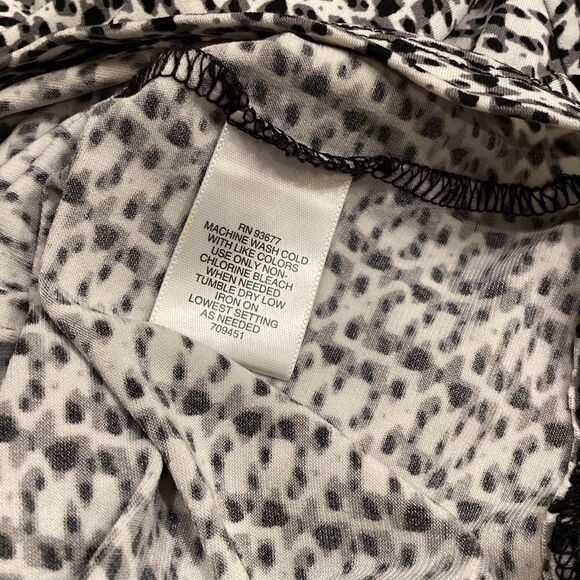 RN 93677
MACHINE WASH COLD
WITH LIKE COLORS
USE ONLY NON-
CHLORINE BLEACH
WHEN NEEDED
TUMBLE DRY LOW
IRON ON
LOWEST SETTING
AS NEEDED
709451